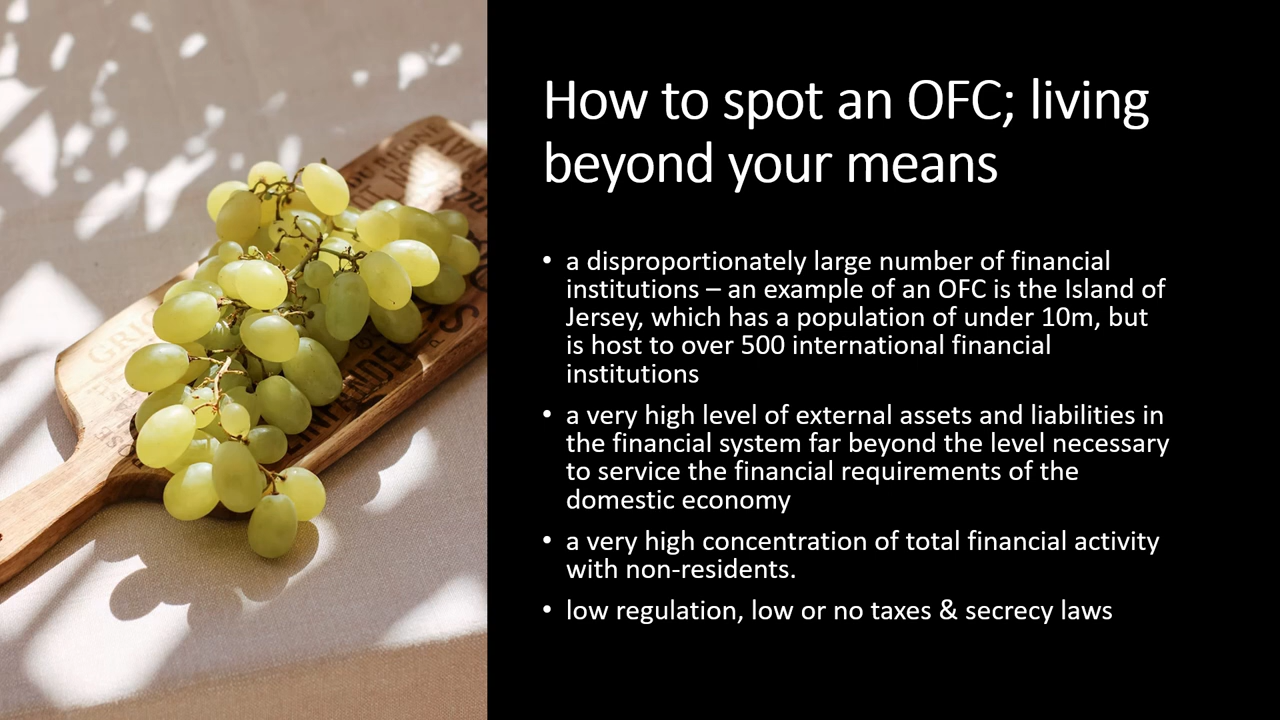 How to spot an OFC; living
beyond your means
• a disproportionately large number of financial
institutions – an example of an OFC is the Island of
Jersey, which has a population of under 10m, but
is host to over 500 international financial
institutions
• a very high level of external assets and liabilities in
the financial system far beyond the level necessary
to service the financial requirements of the
domestic economy
• a very high concentration of total financial activity
with non-residents.
• low regulation, low or no taxes & secrecy laws